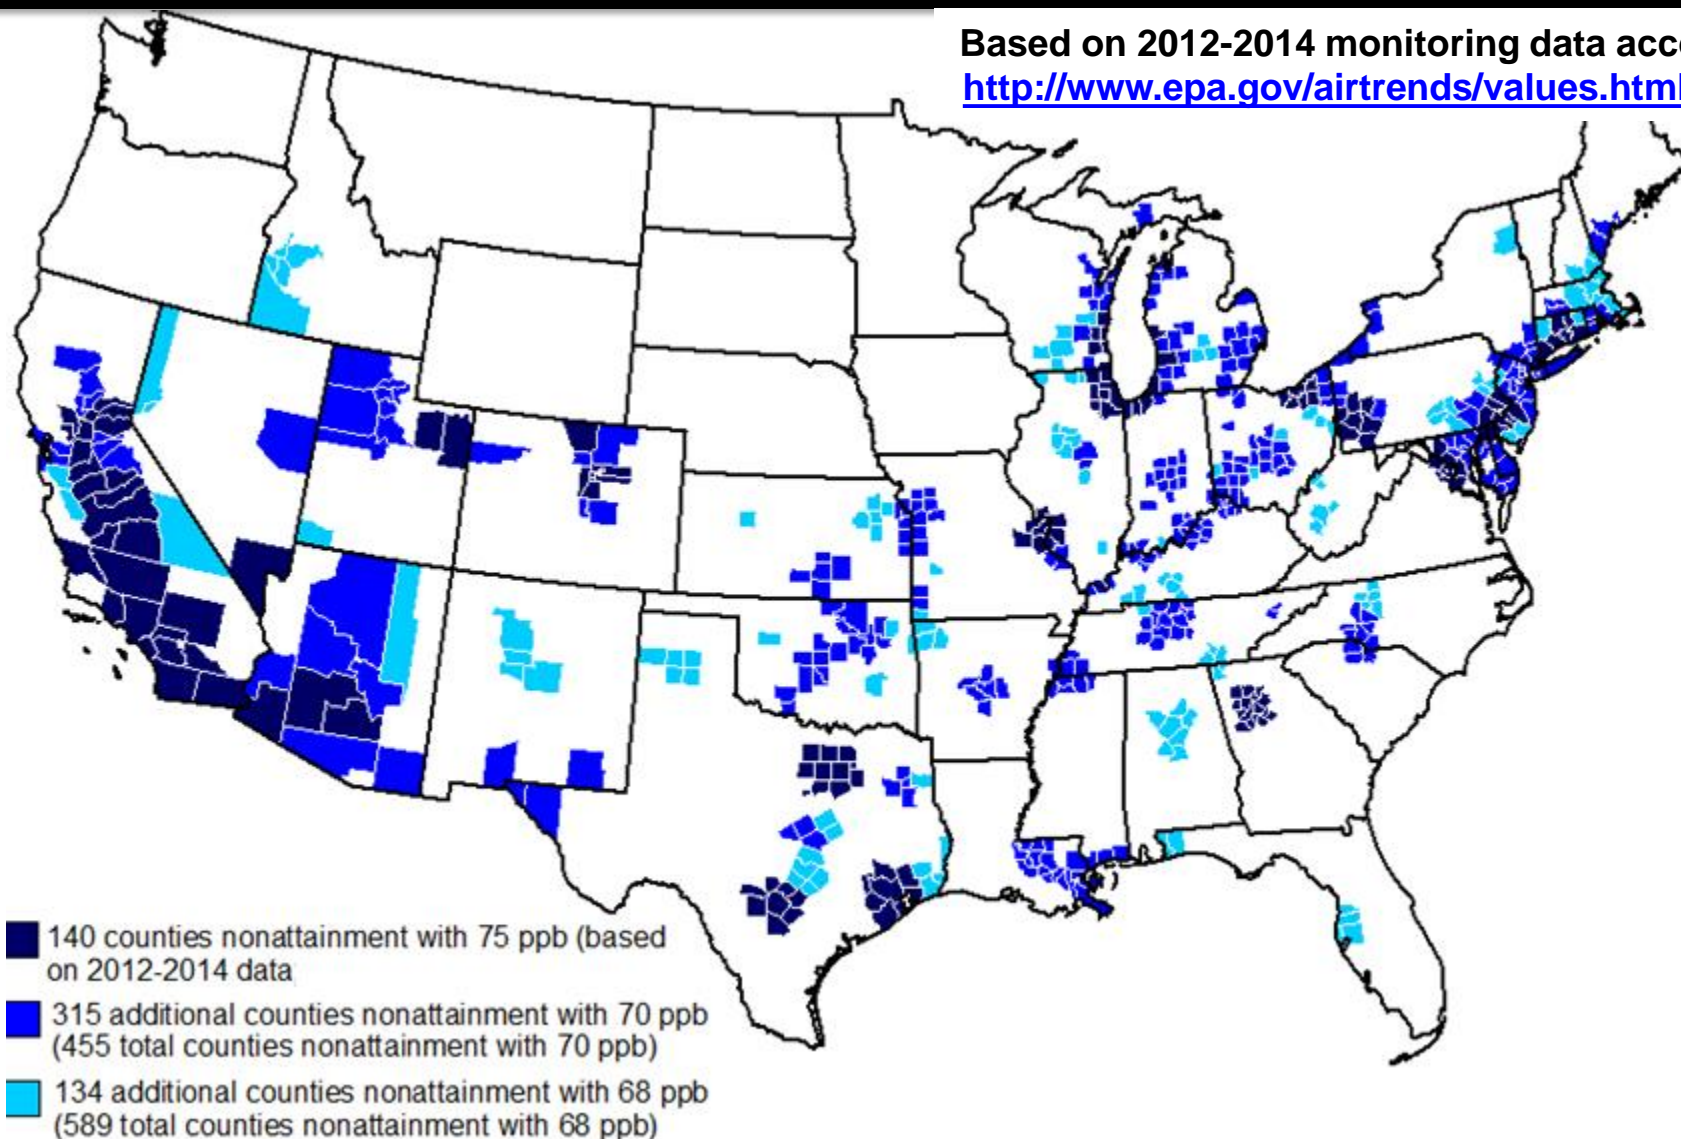 Based on 2012-2014 monitoring data acc
http://www.epa.gov/airtrends/values.html
140 counties nonattainment with 75 ppb (based
on 2012-2014 data
315 additional counties nonattainment with 70 ppb
(455 total counties nonattainment with 70 ppb)
134 additional counties nonattainment with 68 ppb
(589 total counties nonattainment with 68 ppb)